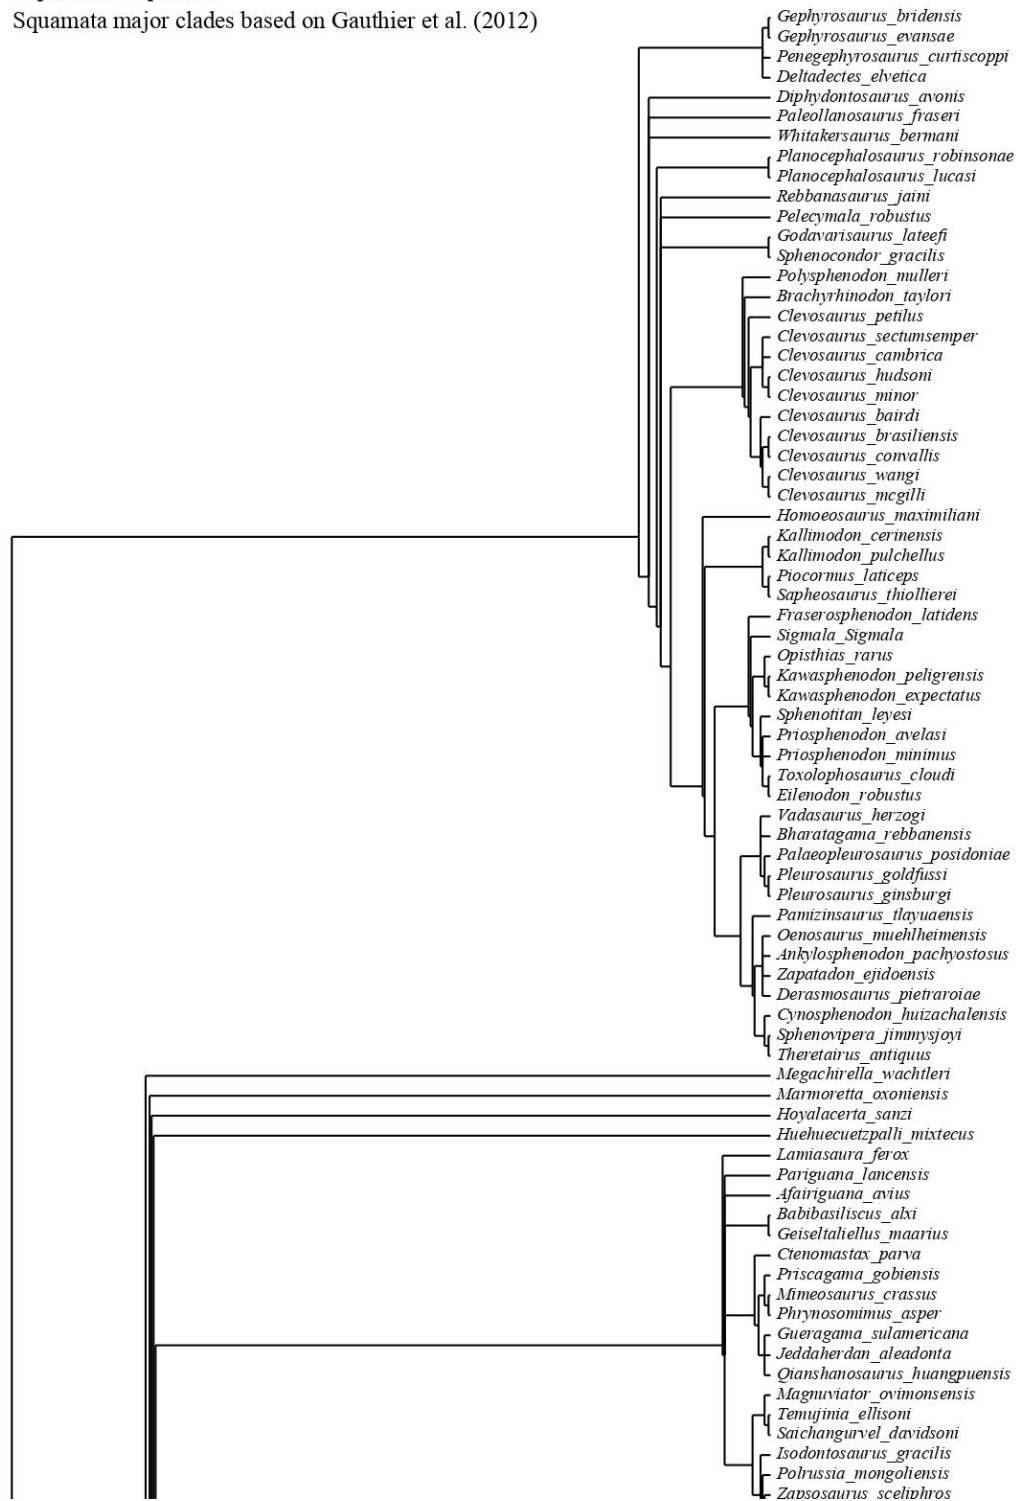 Squamata major clades based on Gauthier et al. (2012)
Gephyrosaurus_bridensis
Gephyrosaurus_evansae
Penegephyrosaurus_curtiscoppi
Deltadectes_elvetica
Diphydontosaurus_avonis
Paleollanosaurus_fraseri
Whitakersaurus_bermani
Planocephalosaurus_robinsonae
Planocephalosaurus_lucasi
Rebbanasaurus_jaini
Pelecymala_robustus
Godavarisaurus_lateefi
Sphenocondor_gracilis
Polysphenodon_mulleri
Brachyrhinodon_taylori
Clevosaurus_petilus
Clevosaurus_sectumsemper
Clevosaurus_cambrica
Clevosaurus_hudsoni
Clevosaurus_minor
Clevosaurus_bairdi
Clevosaurus_brasiliensis
Clevosaurus_convallis
Clevosaurus_wangi
Clevosaurus_mcgilli
Homoeosaurus_maximiliani
Kallimodon_cerinensis
Kallimodon_pulchellus
Piocormus_laticeps
Sapheosaurus_thiollierei
Fraserosphenodon_latidens
Sigmala_Sigmala
Opisthias_rarus
Kawasphenodon_peligrensis
Kawasphenodon_expectatus
Sphenotitan_leyesi
Priosphenodon_avelasi
Priosphenodon_minimus
Toxolophosaurus_cloudi
Eilenodon_robustus
Vadasaurus_herzogi
Bharatagama_rebbanensis
Palaeopleurosaurus_posidoniae
Pleurosaurus_goldfussi
Pleurosaurus_ginsburgi
Pamizinsaurus_tlayuaensis
Oenosaurus_muehlheimensis
Ankylosphenodon_pachyostosus
Zapatadon_ejidoensis
Derasmosaurus_pietraroiae
Cynosphenodon_huizachalensis
Sphenovipera_jimmysjoyi
Theretairus_antiquus
Megachirella_wachtleri
Marmoretta_oxoniensis
Hoyalacerta_sanzi
Huehuecuetzpalli_mixtecus
Lamiasaura_ferox
Pariguana_lancensis
Afairiguana_avius
Babibasiliscus_alxi
Geiseltaliellus_maarius
Ctenomastax_parva
Priscagama_gobiensis
Mimeosaurus_crassus
Phrynosomimus_asper
Gueragama_sulamericana
Jeddaherdan_aleadonta
Qianshanosaurus_huangpuensis
Magnuviator_ovimonsensis
Temujinia_ellisoni
Saichangurvel_davidsoni
Isodontosaurus_gracilis
Polrussia_mongoliensis
Zapsosaurus_sceliphros